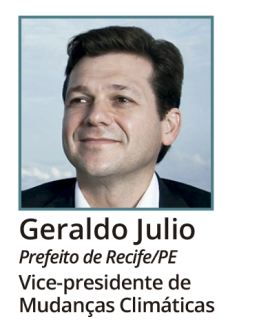 Geraldo Julio
Prefeito de Recife/PE
Vice-presidente de
Mudanças Climáticas